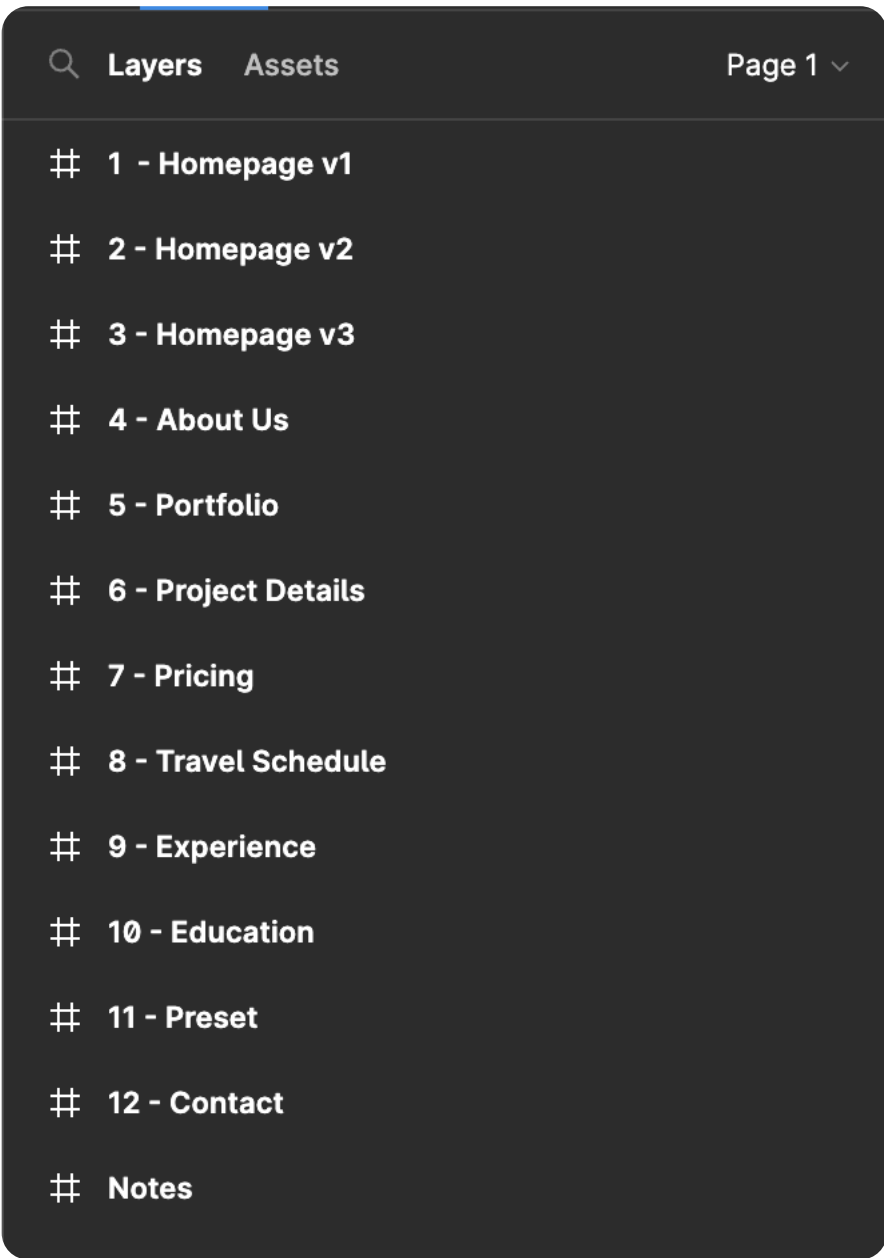 Layers Assets Page 1
1 - Homepage v1
2 - Homepage v2
3 - Homepage v3
4 - About Us
5 - Portfolio
6 - Project Details
7 - Pricing
8 - Travel Schedule
9 - Experience
10 - Education
11 - Preset
12 - Contact
Notes